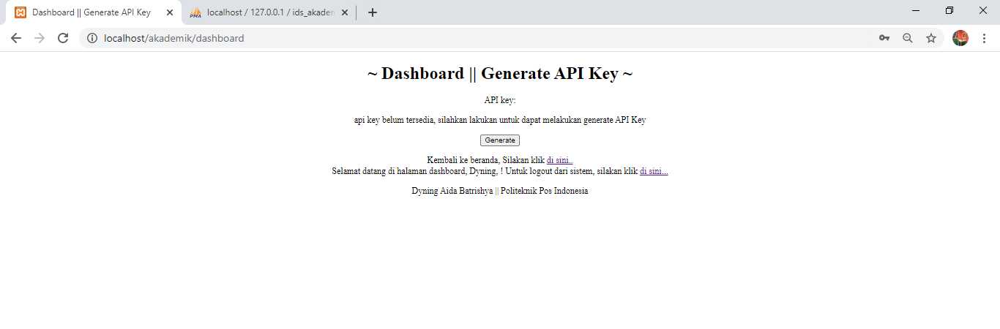 Dashboard || Generate API Key
localhost / 127.0.0.1 / ids_akadem
localhost/akademik/dashboard
~ Dashboard || Generate API Key ~
API key:
api key belum tersedia, silahkan lakukan untuk dapat melakukan generate API Key
Generate
Kembali ke beranda, Silakan klik di sini..
Selamat datang di halaman dashboard, Dyning, ! Untuk logout dari sistem, silakan klik di sini...
Dyning Aida Batrishya || Politeknik Pos Indonesia